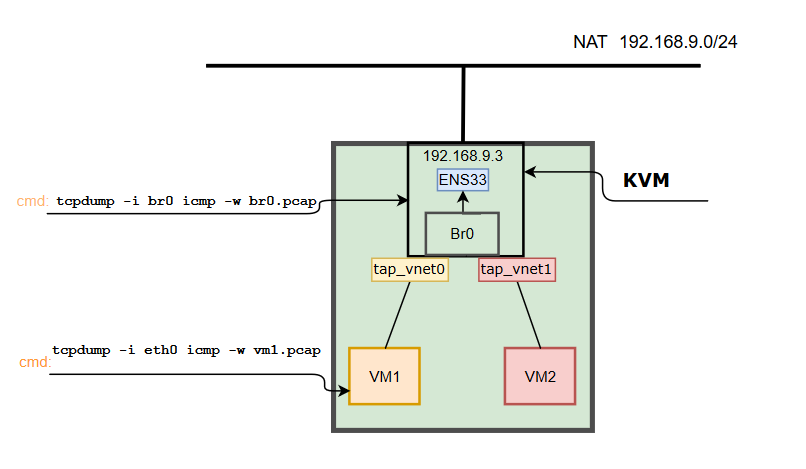 NAT 192.168.9.0/24
192.168.9.3
ENS33
KVM
cmd: tcpdump -i br0 icmp -w br0.pcap
Br0
tap_vnet0
tap_vnet1
tcpdump -i eth0 icmp -w vm1.pcap
cmd:
VM1
VM2